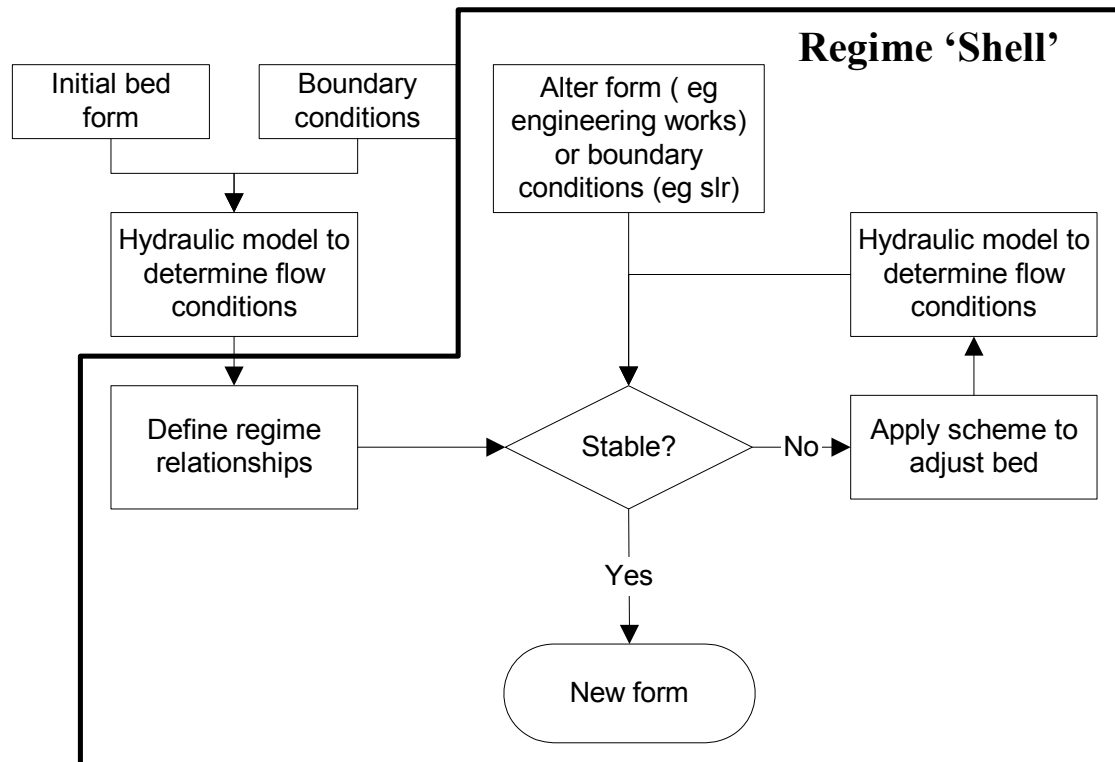 Regime ‘Shell’
Initial bed
form
Boundary
conditions
Alter form ( eg
engineering works)
or boundary
conditions (eg slr)
Hydraulic model to
determine flow
conditions
Hydraulic model to
determine flow
conditions
Define regime
relationships
Stable?
No
Apply scheme to
adjust bed
Yes
New form